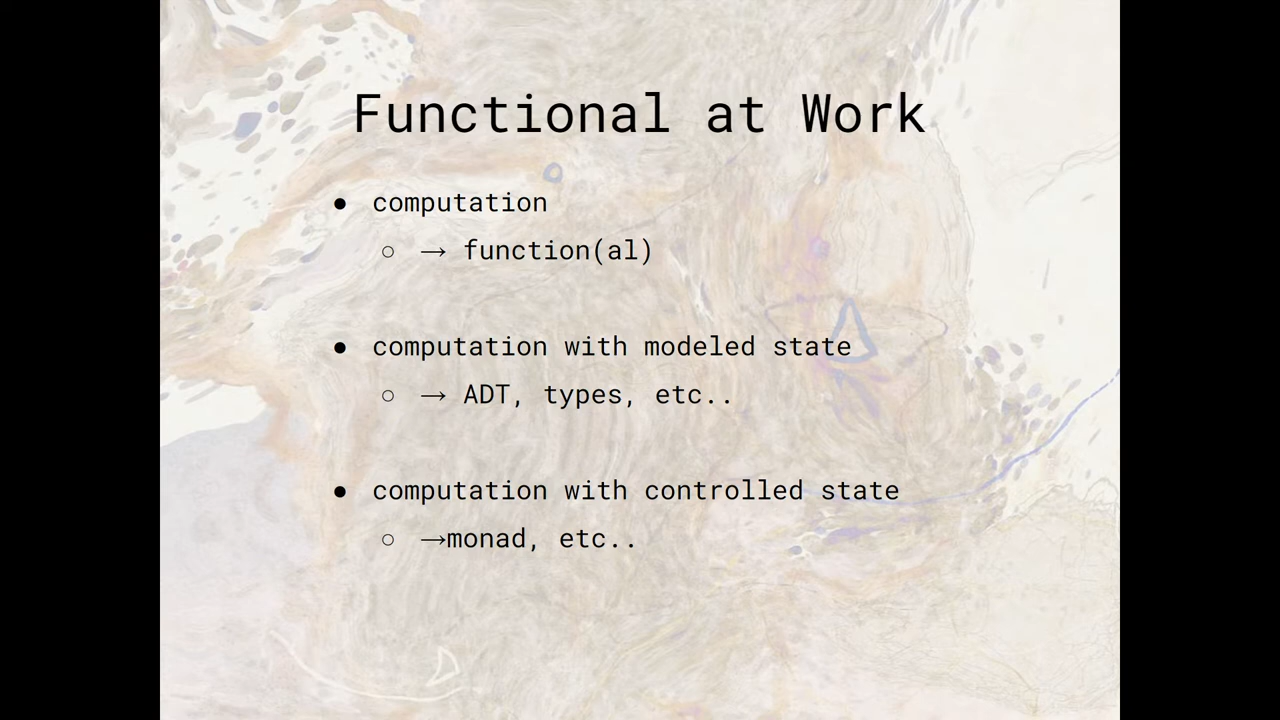 Functional at Work
● computation
○ → function(al)
● computation with modeled state
○ → ADT, types, etc..
● computation with controlled state
○ →monad, etc..